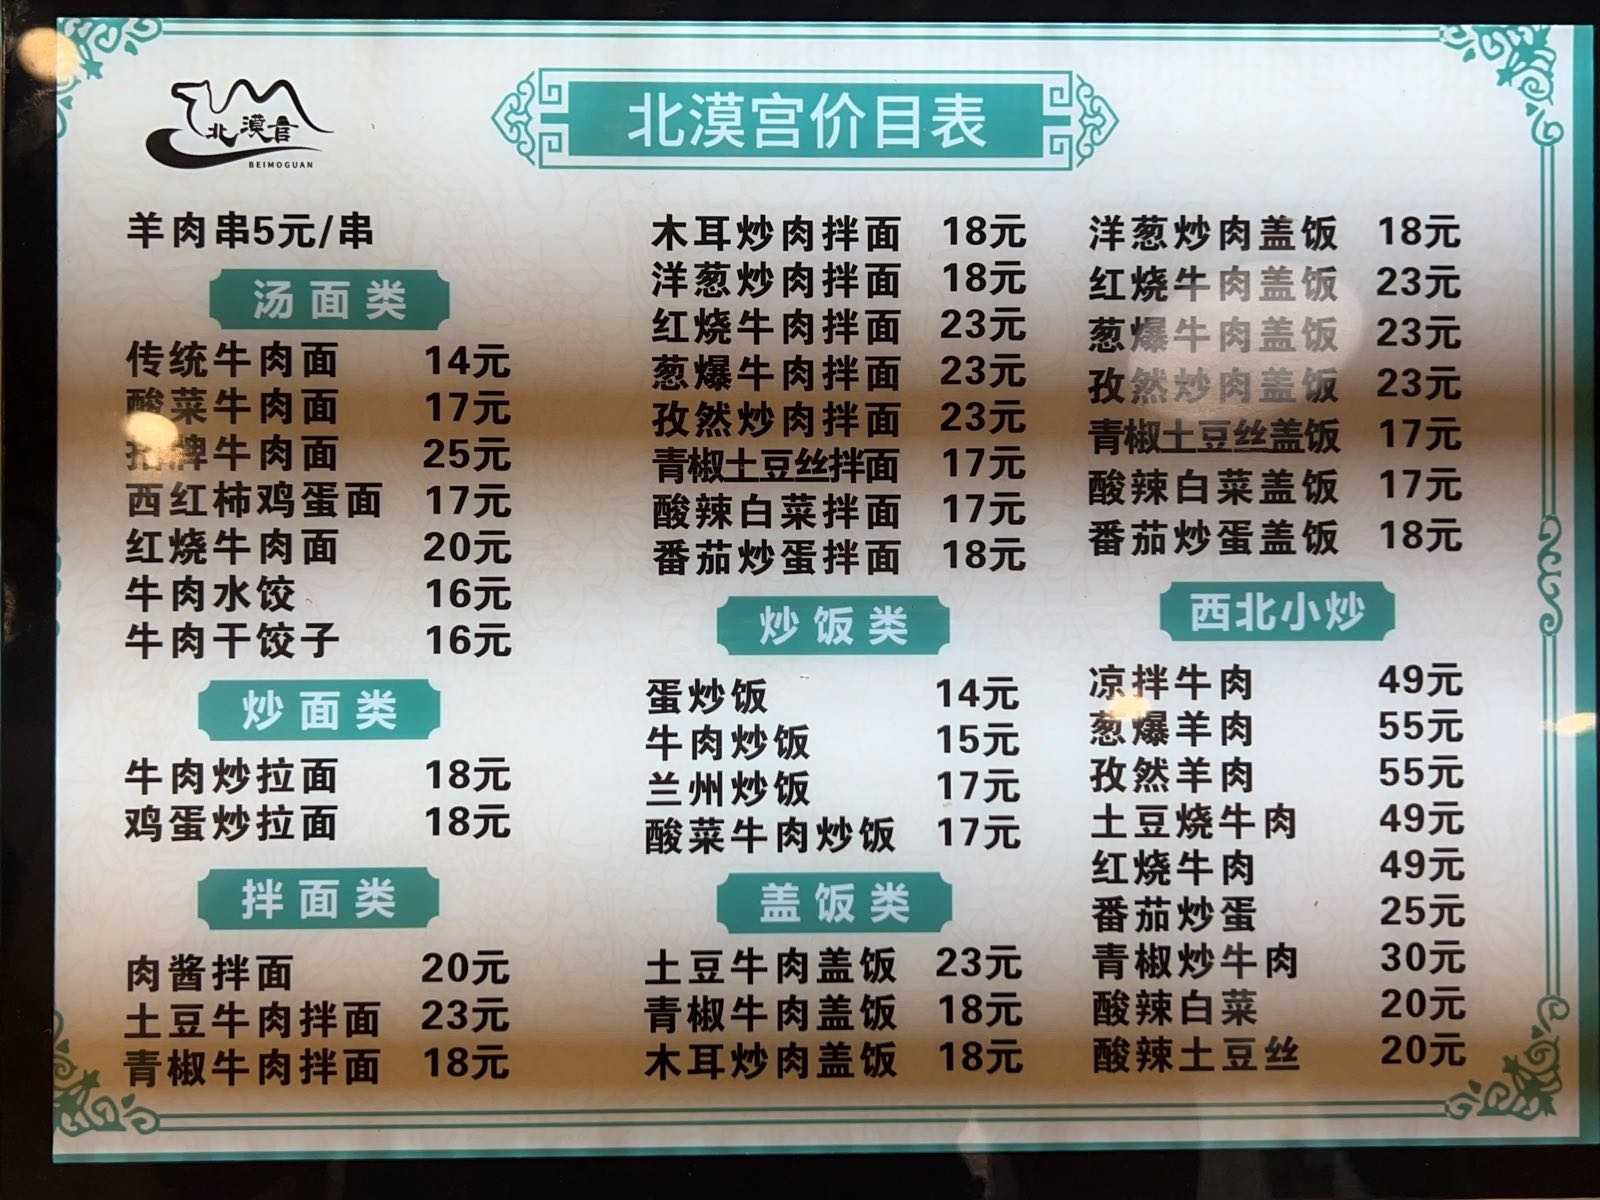 北漠宫
BEIMOGUAN
北漠宫价目表
羊肉串5元/串
汤面类
传统牛肉面 14元
酸菜牛肉面 17元
招牌牛肉面 25元
西红柿鸡蛋面 17元
红烧牛肉面 20元
牛肉水饺 16元
牛肉干饺子 16元
炒面类
牛肉炒拉面 18元
鸡蛋炒拉面 18元
拌面类
肉酱拌面 20元
土豆牛肉拌面 23元
青椒牛肉拌面 18元
木耳炒肉拌面 18元
洋葱炒肉拌面 18元
红烧牛肉拌面 23元
葱爆牛肉拌面 23元
孜然炒肉拌面 23元
青椒土豆丝拌面 17元
酸辣白菜拌面 17元
番茄炒蛋拌面 18元
炒饭类
蛋炒饭 14元
牛肉炒饭 15元
兰州炒饭 17元
酸菜牛肉炒饭 17元
盖饭类
土豆牛肉盖饭 23元
青椒牛肉盖饭 18元
木耳炒肉盖饭 18元
洋葱炒肉盖饭 18元
红烧牛肉盖饭 23元
葱爆牛肉盖饭 23元
孜然炒肉盖饭 23元
青椒土豆丝盖饭 17元
酸辣白菜盖饭 17元
番茄炒蛋盖饭 18元
西北小炒
凉拌牛肉 49元
葱爆羊肉 55元
孜然羊肉 55元
土豆烧牛肉 49元
红烧牛肉 49元
番茄炒蛋 25元
青椒炒牛肉 30元
酸辣白菜 20元
酸辣土豆丝 20元